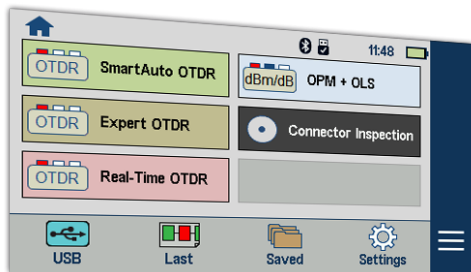 11:48
OTDR SmartAuto OTDR
dBm/dB OPM + OLS
OTDR Expert OTDR
Connector Inspection
OTDR Real-Time OTDR
USB
Last
Saved
Settings